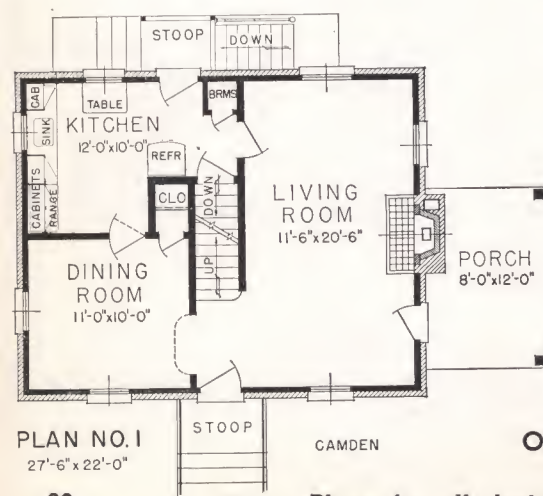 STOOP
DOWN
CAB
TABLE
BRMS
SINK
KITCHEN
12'-0"x10'-0"
REFR
CABINETS
RANGE
CLO
DOWN
UP
LIVING
ROOM
11'-6"x20'-6"
PORCH
8'-0"x12'-0"
DINING
ROOM
11'-0"x10'-0"
STOOP
PLAN NO. 1
27'-6" x 22'-0"
CAMDEN
O